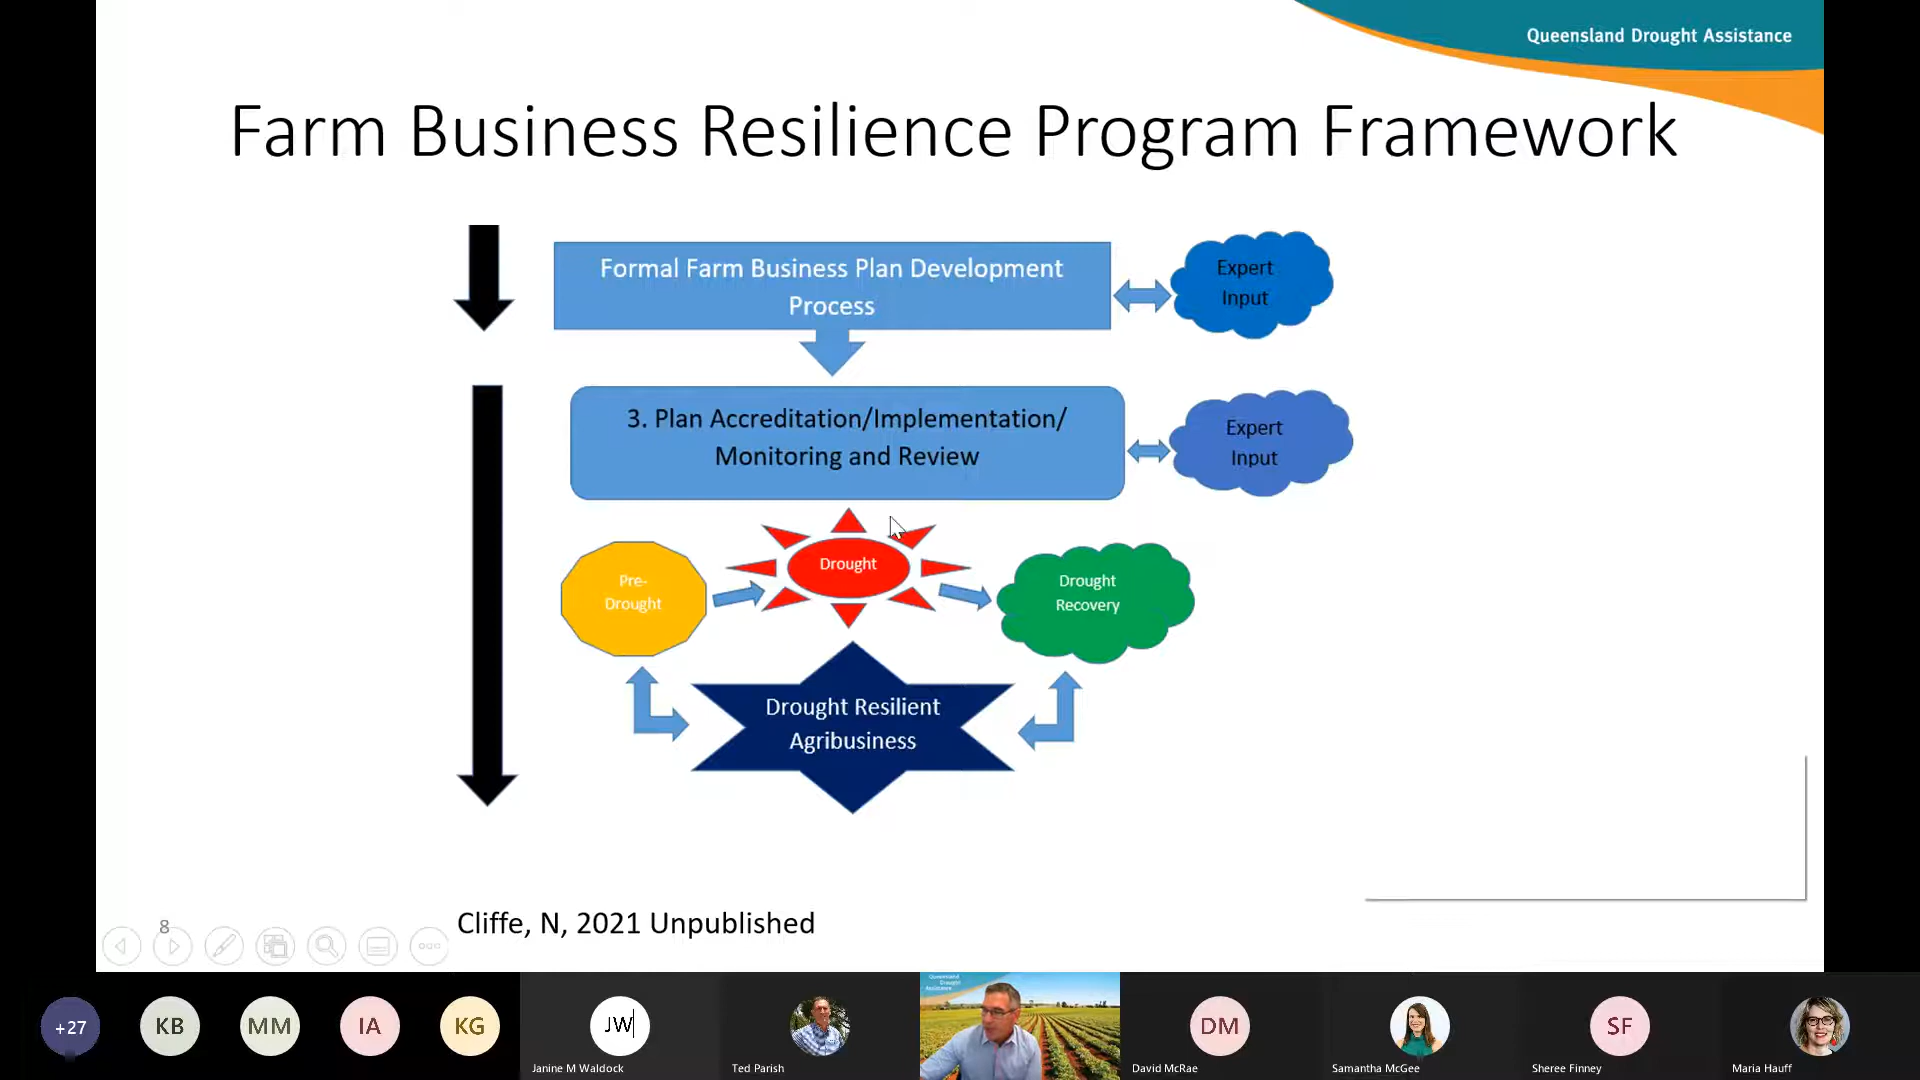 Queensland Drought Assistance
Farm Business Resilience Program Framework
Formal Farm Business Plan Development
Process
Expert
Input
3. Plan Accreditation/Implementation/
Monitoring and Review
Expert
Input
Drought
Pre-
Drought
Drought
Recovery
Drought Resilient
Agribusiness
Cliffe, N, 2021 Unpublished
8
+27
KB
MM
IA
KG
JW
Janine M Waldock
Ted Parish
Queensland
Drought
Assistance
DM
David McRae
Samantha McGee
SF
Sheree Finney
Maria Hauff